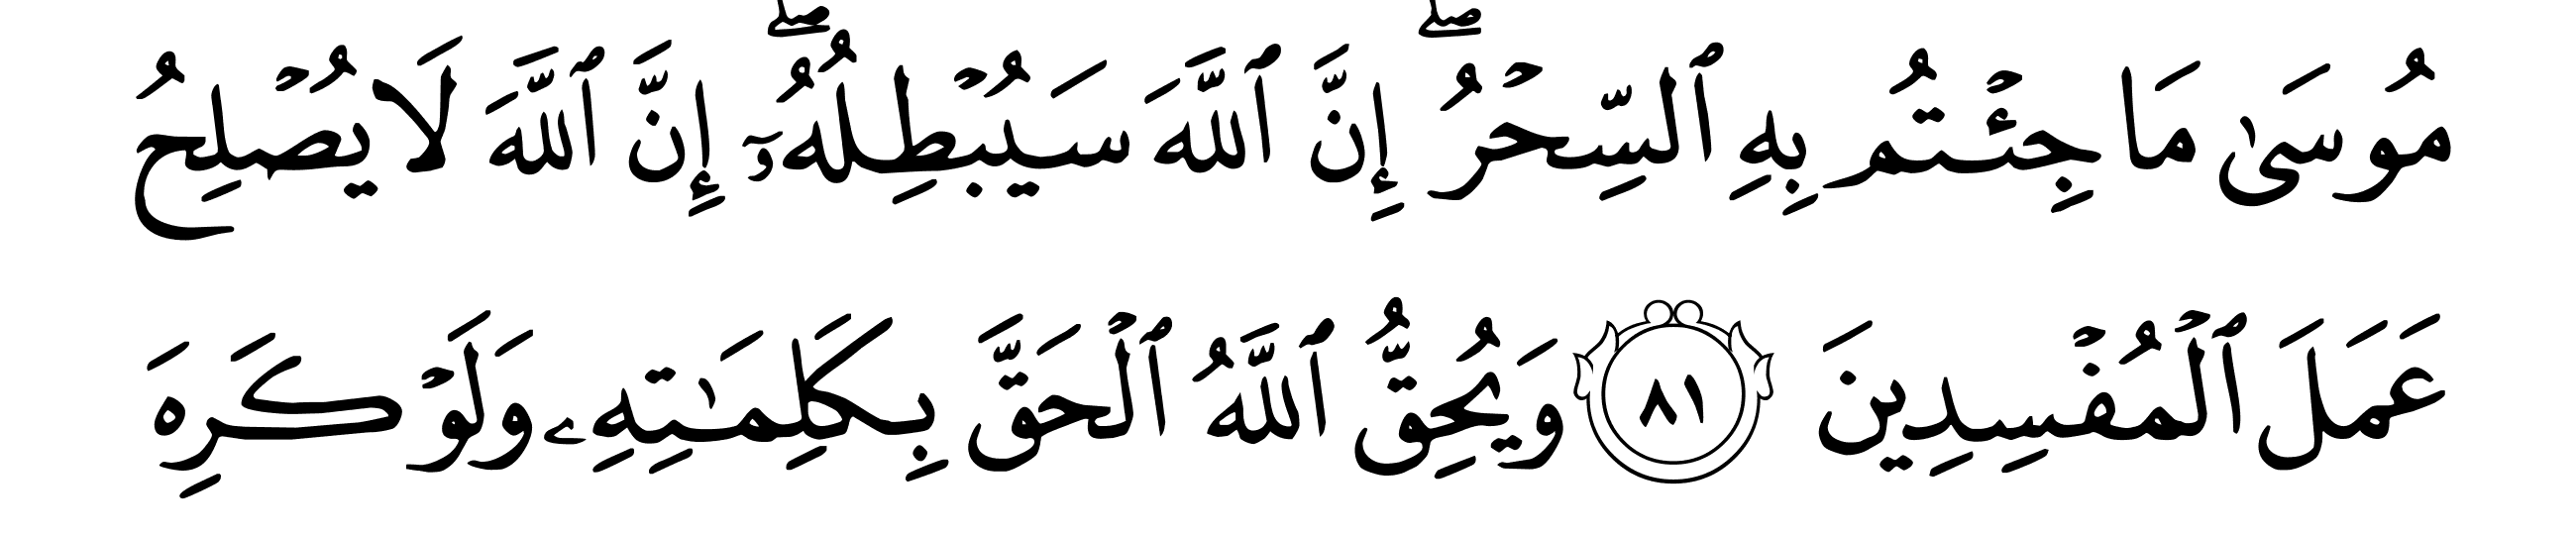 مُوسَىٰ مَا جِئْتُم بِهِ ٱلسِّحْرُ ۖ إِنَّ ٱللَّهَ سَيُبْطِلُهُۥٓ ۖ إِنَّ ٱللَّهَ لَا يُصْلِحُ
عَمَلَ ٱلْمُفْسِدِينَ ٨١ وَيُحِقُّ ٱللَّهُ ٱلْحَقَّ بِكَلِمَـٰتِهِۦ وَلَوْ كَرِهَ